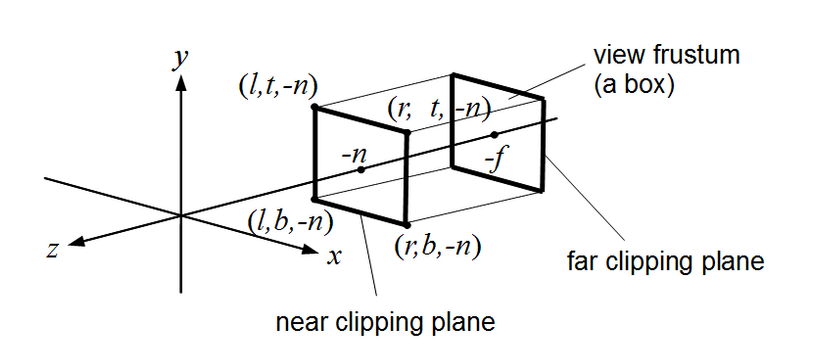 y
view frustum
(a box)
(l,t,-n)
(r, t, -n)
-n
-f
(l,b,-n)
(r,b,-n)
z
x
far clipping plane
near clipping plane